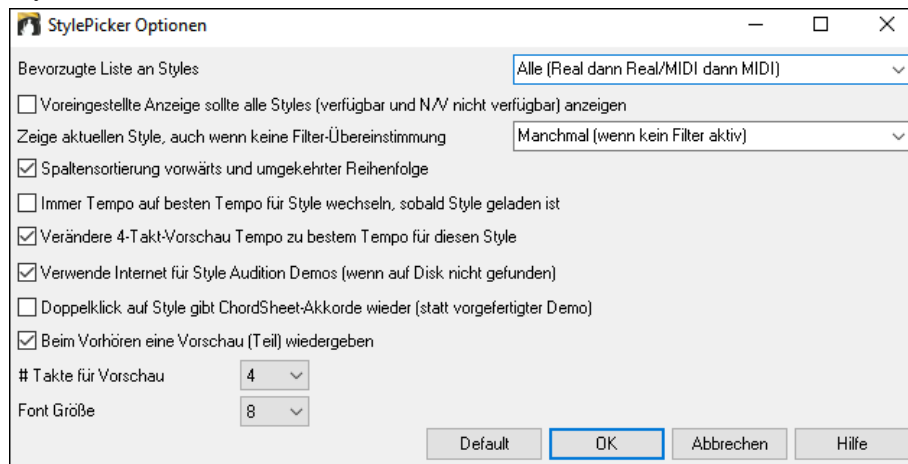 StylePicker Optionen
Bevorzugte Liste an Styles
Alle (Real dann Real/MIDI dann MIDI)
Voreingestellte Anzeige sollte alle Styles (verfügbar und N/V nicht verfügbar) anzeigen
Zeige aktuellen Style, auch wenn keine Filter-Übereinstimmung
Manchmal (wenn kein Filter aktiv)
Spaltensortierung vorwärts und umgekehrter Reihenfolge
Immer Tempo auf besten Tempo für Style wechseln, sobald Style geladen ist
Verändere 4-Takt-Vorschau Tempo zu bestem Tempo für diesen Style
Verwende Internet für Style Audition Demos (wenn auf Disk nicht gefunden)
Doppelklick auf Style gibt ChordSheet-Akkorde wieder (statt vorgefertigter Demo)
Beim Vorhören eine Vorschau (Teil) wiedergeben
# Takte für Vorschau 4
Font Größe 8
Default OK Abbrechen Hilfe